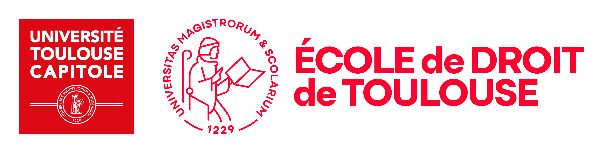 UNIVERSITÉ
TOULOUSE
CAPITOLE
UNIVERSITAS MAGISTRORUM & SCOLARIUM
1229
ÉCOLE de DROIT
de TOULOUSE